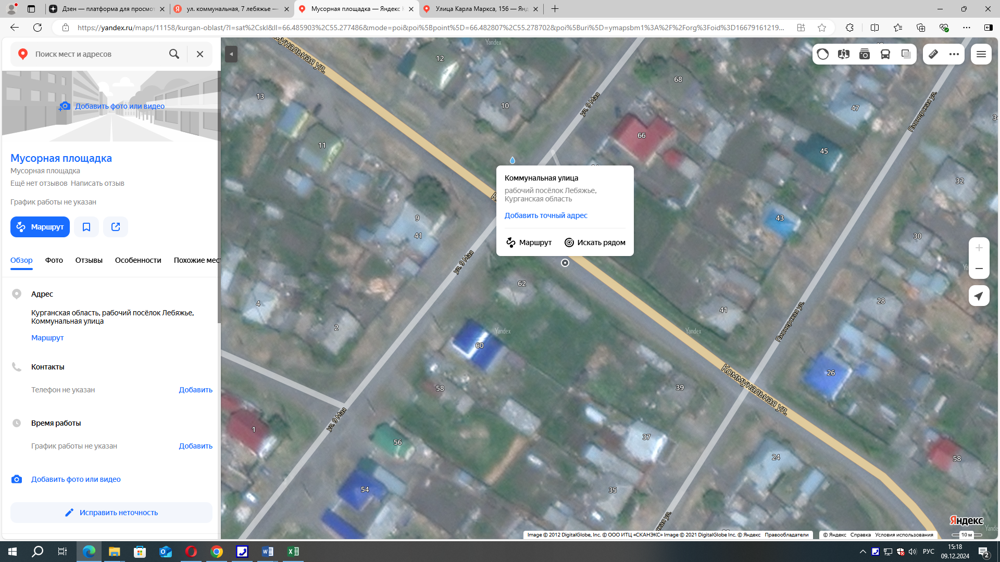 Дзен — платформа для просмот
ул. коммунальная, 7 лебяжье —
Мусорная площадка — Яндекс К
Улица Карла Маркса, 156 — Янд
https://yandex.ru/maps/11158/kurgan-oblast/?l=sat%2Cskl&ll=66.485903%2C55.277486&mode=poi&poi%5Bpoint%5D=66.482807%2C55.278702&poi%5Buri%5D=ymapsbm1%3A%2F%2Forg%3Foid%3D16679161219...
Поиск мест и адресов
Добавить фото или видео
Мусорная площадка
Мусорная площадка
Ещё нет отзывов Написать отзыв
График работы не указан
Маршрут
Обзор Фото Отзывы Особенности Похожие мес
Адрес
Курганская область, рабочий посёлок Лебяжье,
Коммунальная улица
Маршрут
Контакты
Телефон не указан Добавить
Время работы
График работы не указан Добавить
Добавить фото или видео
Исправить неточность
Yandex
ммунальная ул.
12
68
13
10
ул. 9 Мая
47
Пионерская ул.
11
66
45
Коммунальная улица
рабочий посёлок Лебяжье,
Курганская область
Добавить точный адрес
Маршрут Искать рядом
32
9
43
41
30
ул. 9 Мая
62
4
41
28
2
Yandex
Yandex
Пионерская ул.
60
26
58
39
Коммунальная ул.
ул. 9 Мая
1
56
37
24
58
54
35
ская ул.
Яндекс
Image © 2012 DigitalGlobe, Inc. © ООО ИТЦ «СКАНЭКС» Image © 2021 DigitalGlobe Inc. © Яндекс Правообладатели
© Яндекс Справка Условия использования
10 м
РУС
15:18
09.12.2024
2